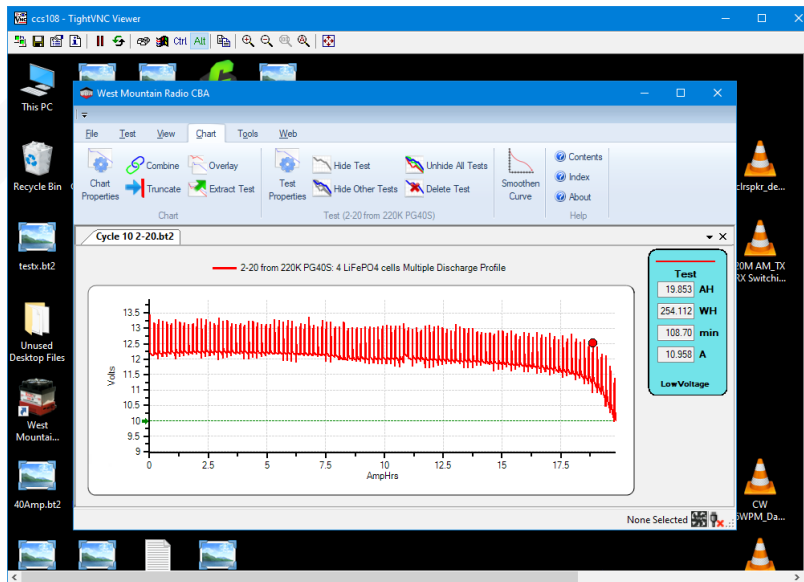 ccs108 - TightVNC Viewer
Ctrl Alt
This PC
Recycle Bin
testx.bt2
Unused
Desktop Files
West
Mountai...
40Amp.bt2
West Mountain Radio CBA
File Test View Chart Tools Web
Chart
Properties
Combine
Truncate
Overlay
Extract Test
Chart
Test
Properties
Hide Test
Hide Other Tests
Unhide All Tests
Delete Test
Test (2-20 from 220K PG40S)
Smoothen
Curve
Contents
Index
About
Help
Cycle 10 2-20.bt2
2-20 from 220K PG40S: 4 LiFePO4 cells Multiple Discharge Profile
Volts
13.5
13
12.5
12
11.5
11
10.5
10
9.5
9
0 2.5 5 7.5 10 12.5 15 17.5
AmpHrs
Test
19.853 AH
254.112 WH
108.70 min
10.958 A
LowVoltage
None Selected
clrspkr_de...
20M AM_TX
RX Switchi...
CW
SWPM_Da...